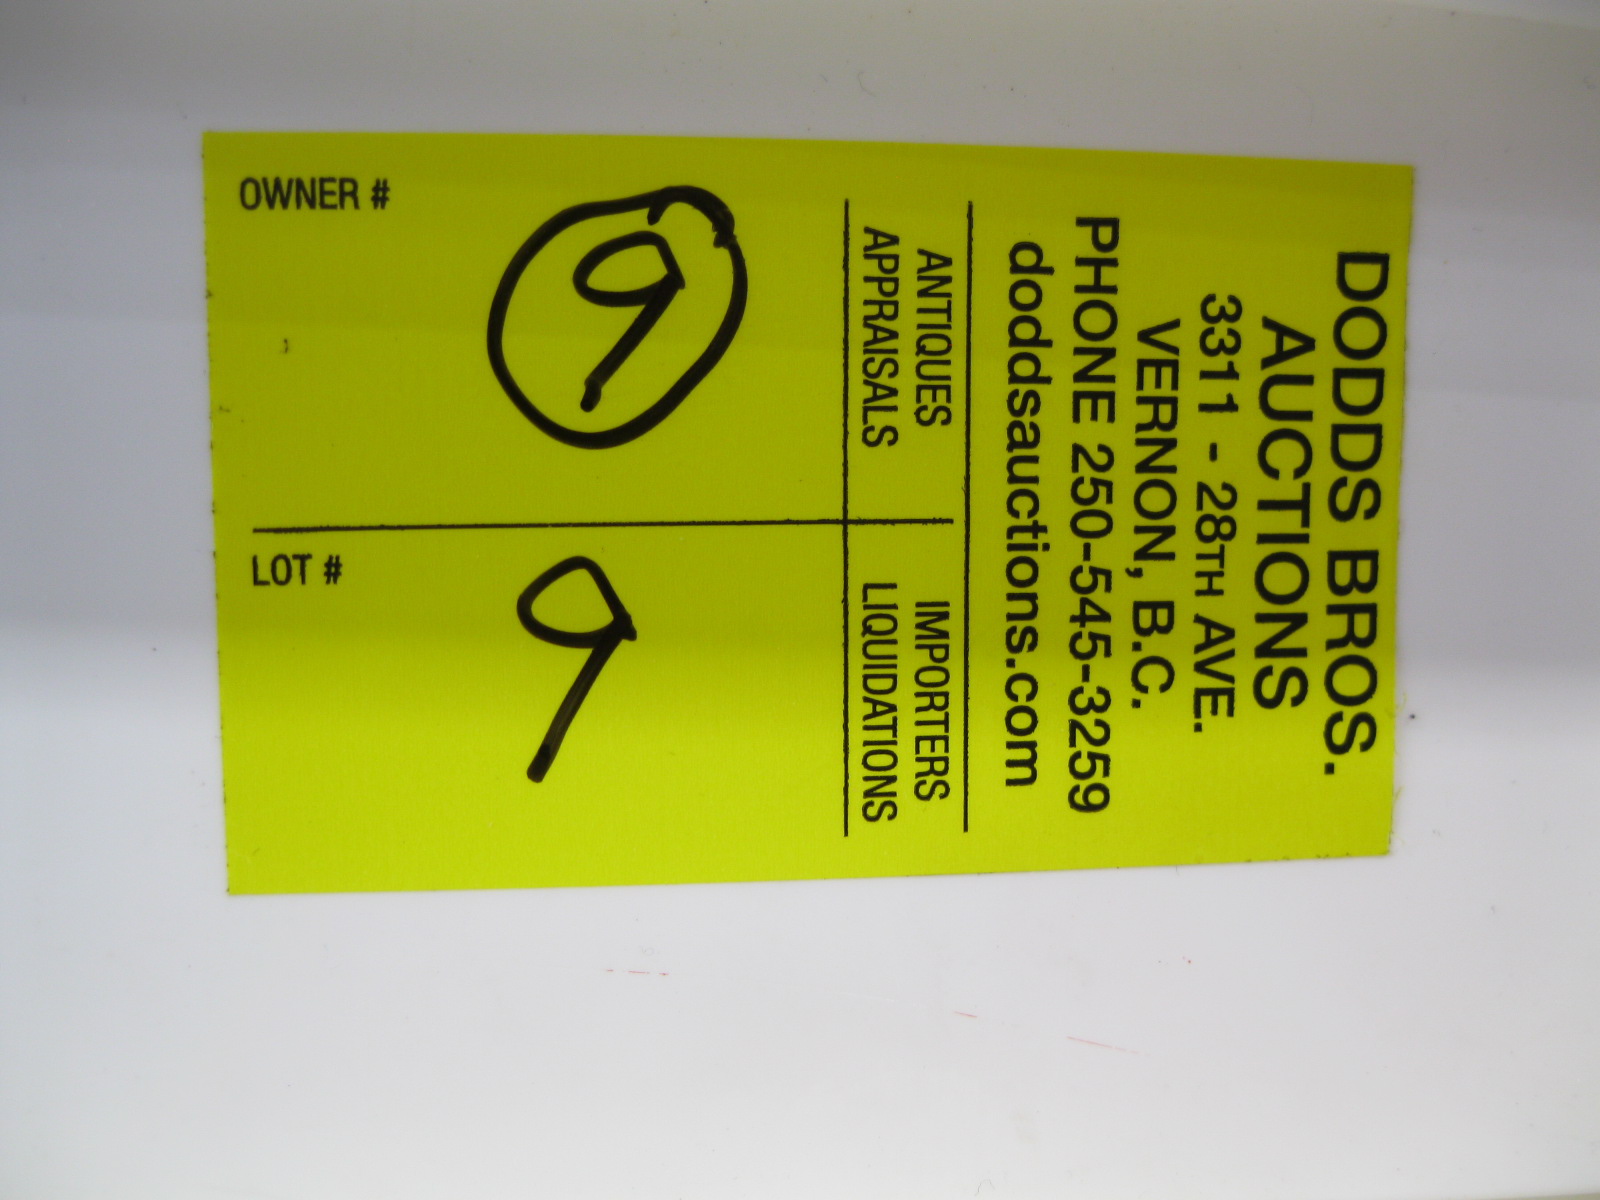 DODDS BROS.
AUCTIONS
3311 - 28TH AVE.
VERNON, B.C.
PHONE 250-545-3259
doddsauctions.com
ANTIQUES IMPORTERS
APPRAISALS LIQUIDATIONS
OWNER #
9
LOT #
9